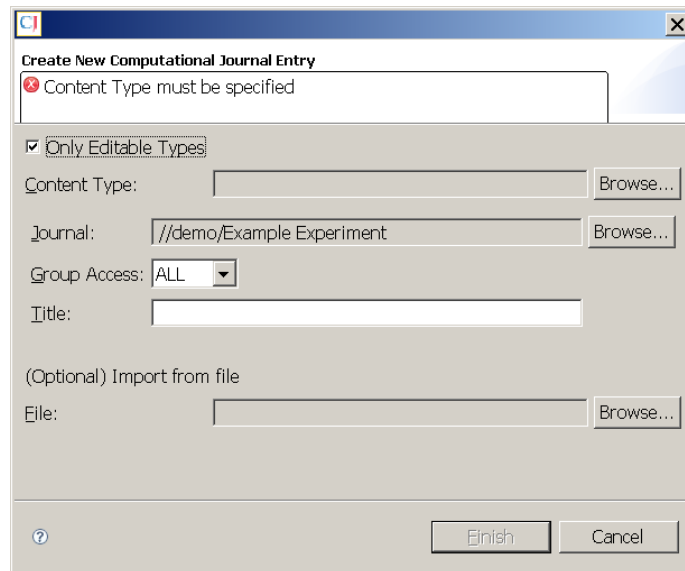 CJ
Create New Computational Journal Entry
Content Type must be specified
Only Editable Types
Content Type: Browse...
Journal: //demo/Example Experiment Browse...
Group Access: ALL
Title:
(Optional) Import from file
File: Browse...
? Finish Cancel